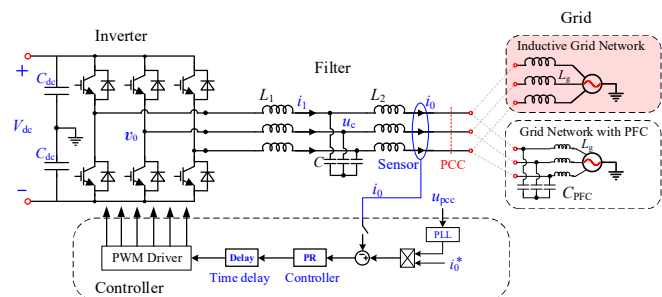 Grid
Inverter
Inductive Grid Network
Filter
L_g
+
C_dc
L_1
i_1
L_2
i_0
u_c
V_dc
v_0
Grid Network with PFC
L_g
C_dc
C
Sensor
PCC
C_PFC
−
i_0
u_pcc
PLL
PWM Driver
Delay
PR
− +
i_0*
Time delay
Controller
Controller